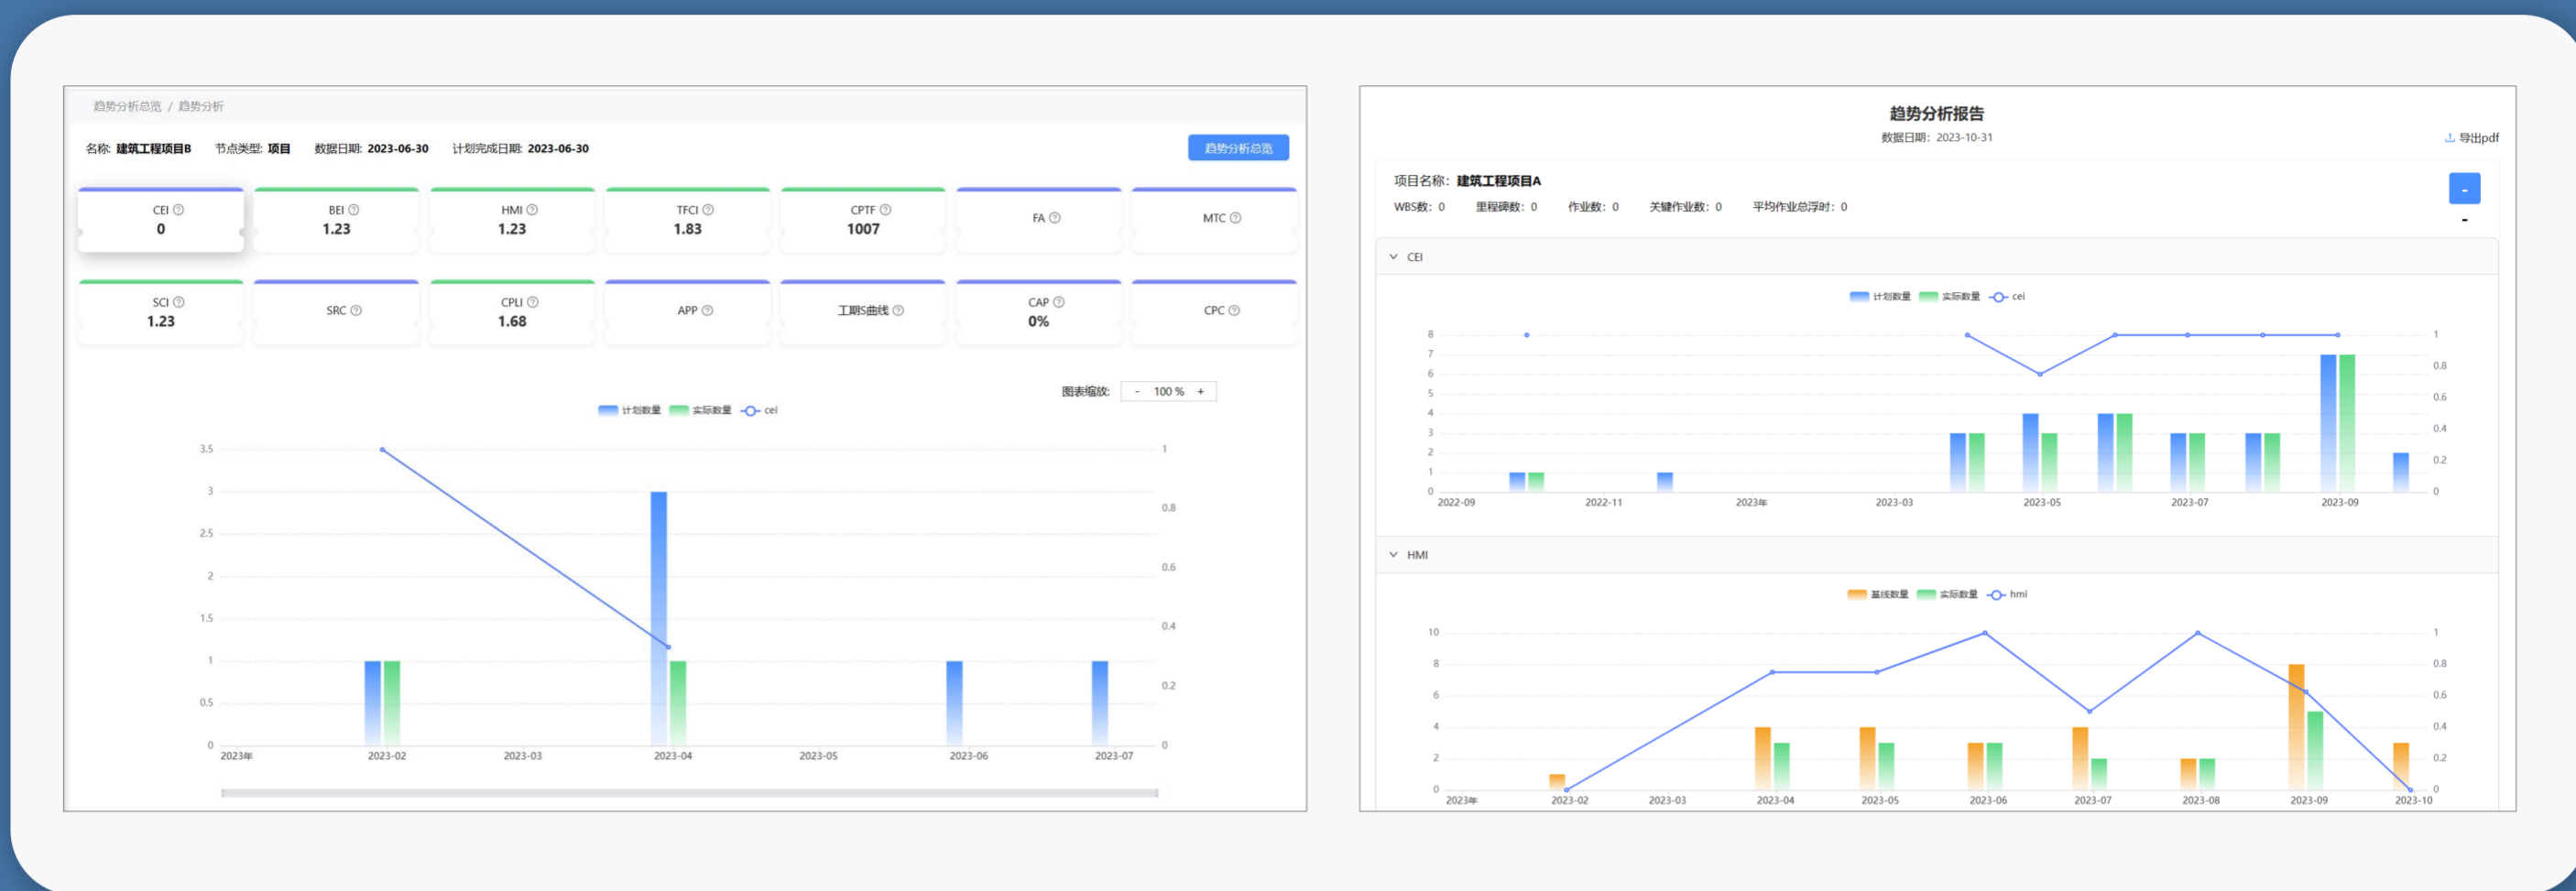 趋势分析总览 / 趋势分析
名称: 建筑工程项目B 节点类型: 项目 数据日期: 2023-06-30 计划完成日期: 2023-06-30
趋势分析总览
CEI
0
BEI
1.23
HMI
1.23
TFCI
1.83
CPTF
1007
FA
MTC
SCI
1.23
SRC
CPLI
1.68
APP
工期S曲线
CAP
0%
CPC
图表缩放: - 100 % +
计划数量 实际数量 cei
3.5
3
2.5
2
1.5
1
0.5
0
1
0.8
0.6
0.4
0.2
0
2023年 2023-02 2023-03 2023-04 2023-05 2023-06 2023-07
趋势分析报告
数据日期: 2023-10-31
导出pdf
项目名称: 建筑工程项目A
WBS数: 0 里程碑数: 0 作业数: 0 关键作业数: 0 平均作业总浮时: 0
-
-
CEI
计划数量 实际数量 cei
8
7
6
5
4
3
2
1
0
1
0.8
0.6
0.4
0.2
0
2022-09 2022-11 2023年 2023-03 2023-05 2023-07 2023-09
HMI
基线数量 实际数量 hmi
10
8
6
4
2
0
1
0.8
0.6
0.4
0.2
0
2023年 2023-02 2023-03 2023-04 2023-05 2023-06 2023-07 2023-08 2023-09 2023-10